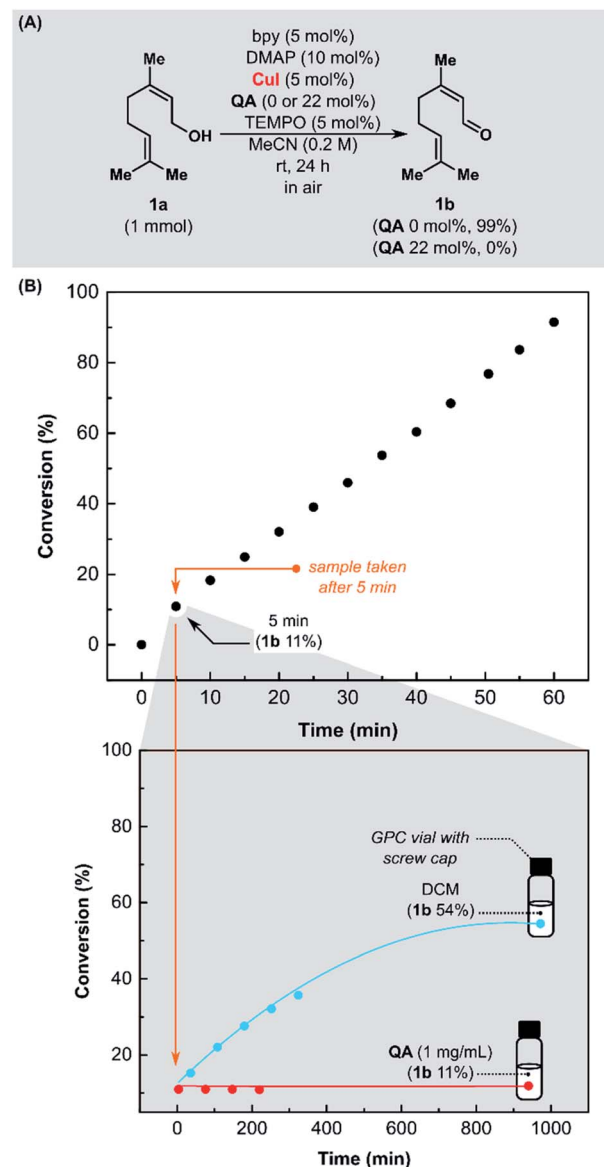 (A)
bpy (5 mol%)
DMAP (10 mol%)
CuI (5 mol%)
QA (0 or 22 mol%)
TEMPO (5 mol%)
MeCN (0.2 M)
rt, 24 h
in air
Me
OH
Me
Me
1a
(1 mmol)
Me
O
Me
Me
1b
(QA 0 mol%, 99%)
(QA 22 mol%, 0%)
(B)
100
80
60
40
20
0
Conversion (%)
sample taken
after 5 min
5 min
(1b 11%)
0 10 20 30 40 50 60
Time (min)
100
80
60
40
20
Conversion (%)
GPC vial with
screw cap
DCM
(1b 54%)
QA (1 mg/mL)
(1b 11%)
0 200 400 600 800 1000
Time (min)